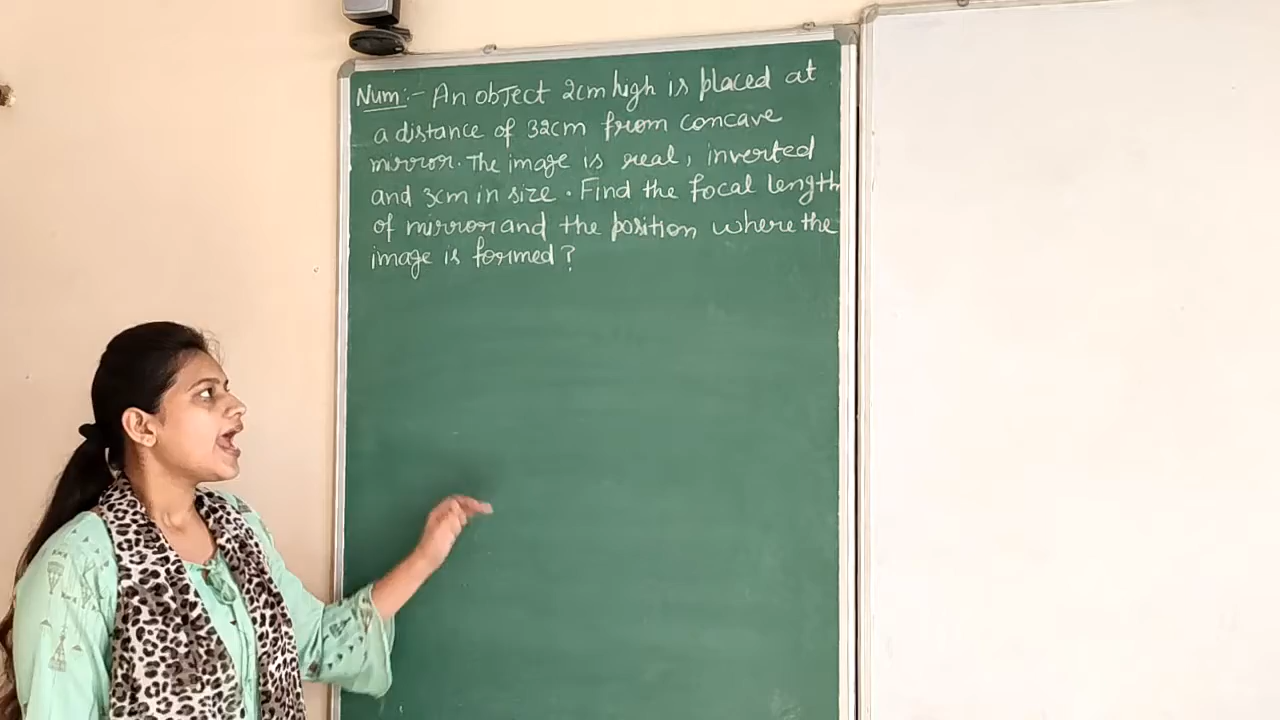 Num:- An object 2cm high is placed at
a distance of 32cm from concave
mirror. The image is real, inverted
and 3cm in size. Find the focal length
of mirror and the position where the
image is formed?